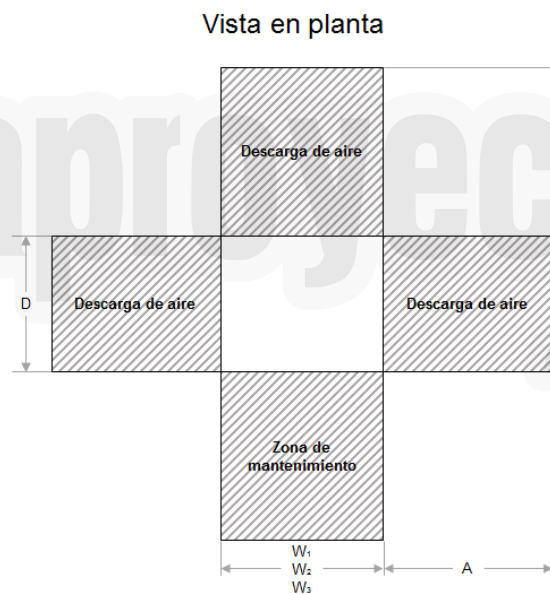 Vista en planta
Descarga de aire
D
Descarga de aire
Descarga de aire
Zona de
mantenimiento
W₁
W₂
W₃
A